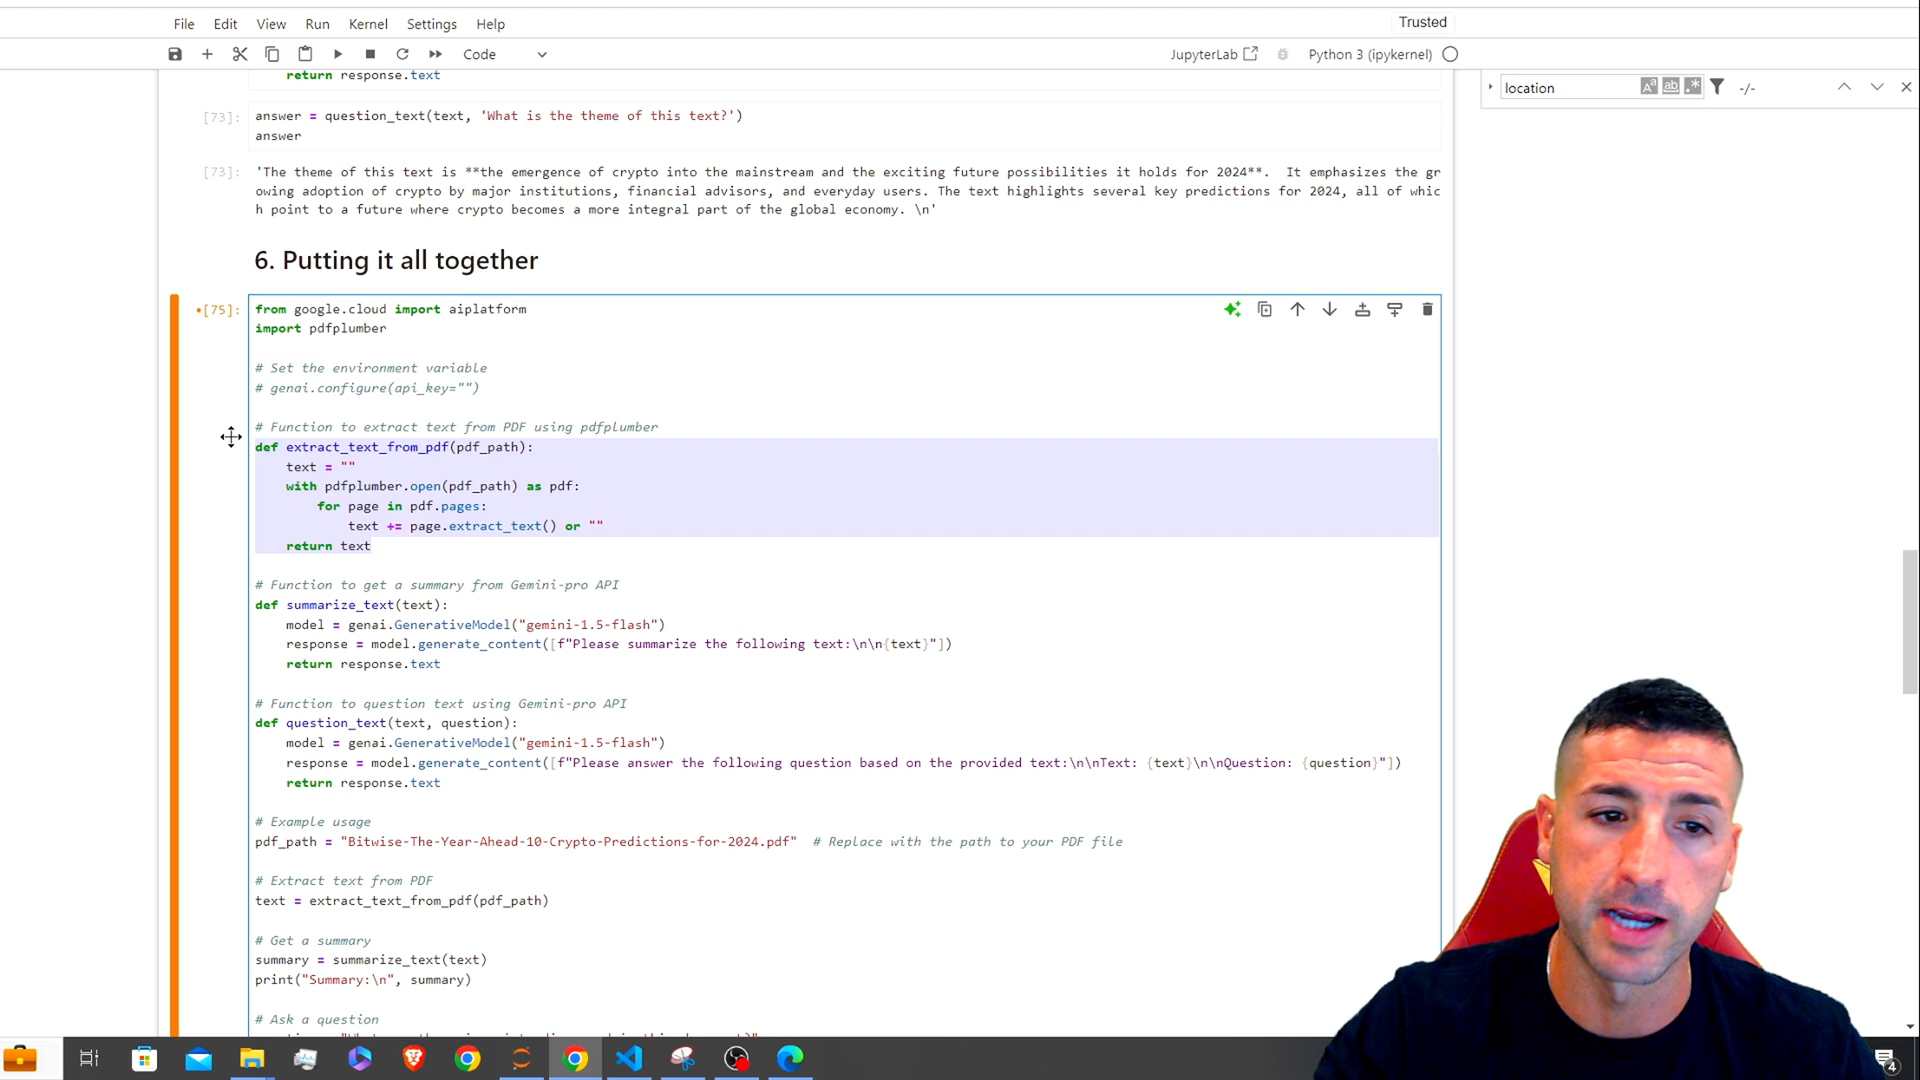 File Edit View Run Kernel Settings Help
Trusted
Code
JupyterLab
Python 3 (ipykernel)
location
-/-
return response.text
[73]:
answer = question_text(text, 'What is the theme of this text?')
answer
[73]:
'The theme of this text is **the emergence of crypto into the mainstream and the exciting future possibilities it holds for 2024**.  It emphasizes the gr
owing adoption of crypto by major institutions, financial advisors, and everyday users. The text highlights several key predictions for 2024, all of whic
h point to a future where crypto becomes a more integral part of the global economy. \n'
6. Putting it all together
•[75]:
from google.cloud import aiplatform
import pdfplumber
# Set the environment variable
# genai.configure(api_key="")
# Function to extract text from PDF using pdfplumber
def extract_text_from_pdf(pdf_path):
    text = ""
    with pdfplumber.open(pdf_path) as pdf:
        for page in pdf.pages:
            text += page.extract_text() or ""
    return text
# Function to get a summary from Gemini-pro API
def summarize_text(text):
    model = genai.GenerativeModel("gemini-1.5-flash")
    response = model.generate_content([f"Please summarize the following text:\n\n{text}"])
    return response.text
# Function to question text using Gemini-pro API
def question_text(text, question):
    model = genai.GenerativeModel("gemini-1.5-flash")
    response = model.generate_content([f"Please answer the following question based on the provided text:\n\nText: {text}\n\nQuestion: {question}"])
    return response.text
# Example usage
pdf_path = "Bitwise-The-Year-Ahead-10-Crypto-Predictions-for-2024.pdf"  # Replace with the path to your PDF file
# Extract text from PDF
text = extract_text_from_pdf(pdf_path)
# Get a summary
summary = summarize_text(text)
print("Summary:\n", summary)
# Ask a question
4